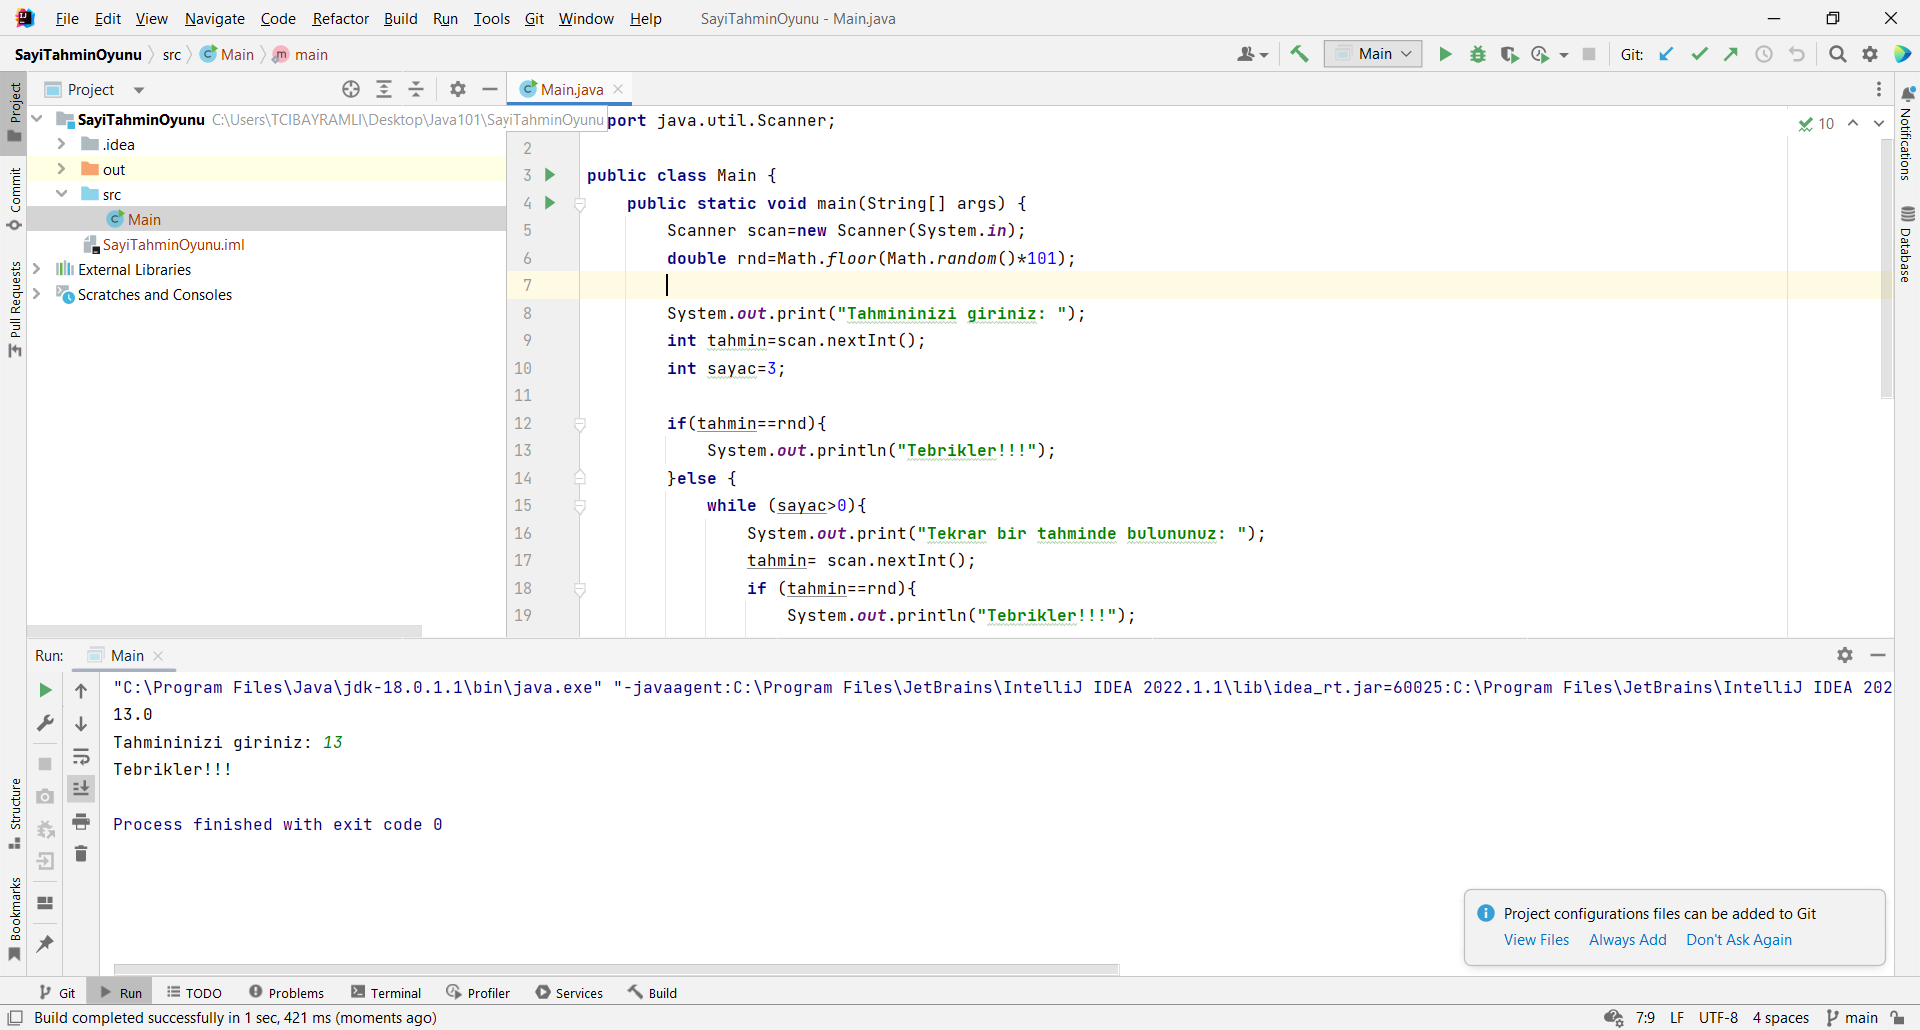 File Edit View Navigate Code Refactor Build Run Tools Git Window Help SayiTahminOyunu - Main.java
SayiTahminOyunu src Main main
Main Git:
Project
Main.java
SayiTahminOyunu C:\Users\TCIBAYRAMLI\Desktop\Java101\SayiTahminOyunu
.idea
out
src
Main
SayiTahminOyunu.iml
External Libraries
Scratches and Consoles
Project
Commit
Pull Requests
Structure
Bookmarks
port java.util.Scanner;
2
3 public class Main {
4 public static void main(String[] args) {
5 Scanner scan=new Scanner(System.in);
6 double rnd=Math.floor(Math.random()*101);
7
8 System.out.print("Tahmininizi giriniz: ");
9 int tahmin=scan.nextInt();
10 int sayac=3;
11
12 if(tahmin==rnd){
13 System.out.println("Tebrikler!!!");
14 }else {
15 while (sayac>0){
16 System.out.print("Tekrar bir tahminde bulununuz: ");
17 tahmin= scan.nextInt();
18 if (tahmin==rnd){
19 System.out.println("Tebrikler!!!");
10
Notifications
Database
Run: Main
"C:\Program Files\Java\jdk-18.0.1.1\bin\java.exe" "-javaagent:C:\Program Files\JetBrains\IntelliJ IDEA 2022.1.1\lib\idea_rt.jar=60025:C:\Program Files\JetBrains\IntelliJ IDEA 202
13.0
Tahmininizi giriniz: 13
Tebrikler!!!
Process finished with exit code 0
Project configurations files can be added to Git
View Files Always Add Don't Ask Again
Git Run TODO Problems Terminal Profiler Services Build
Build completed successfully in 1 sec, 421 ms (moments ago)
7:9 LF UTF-8 4 spaces main